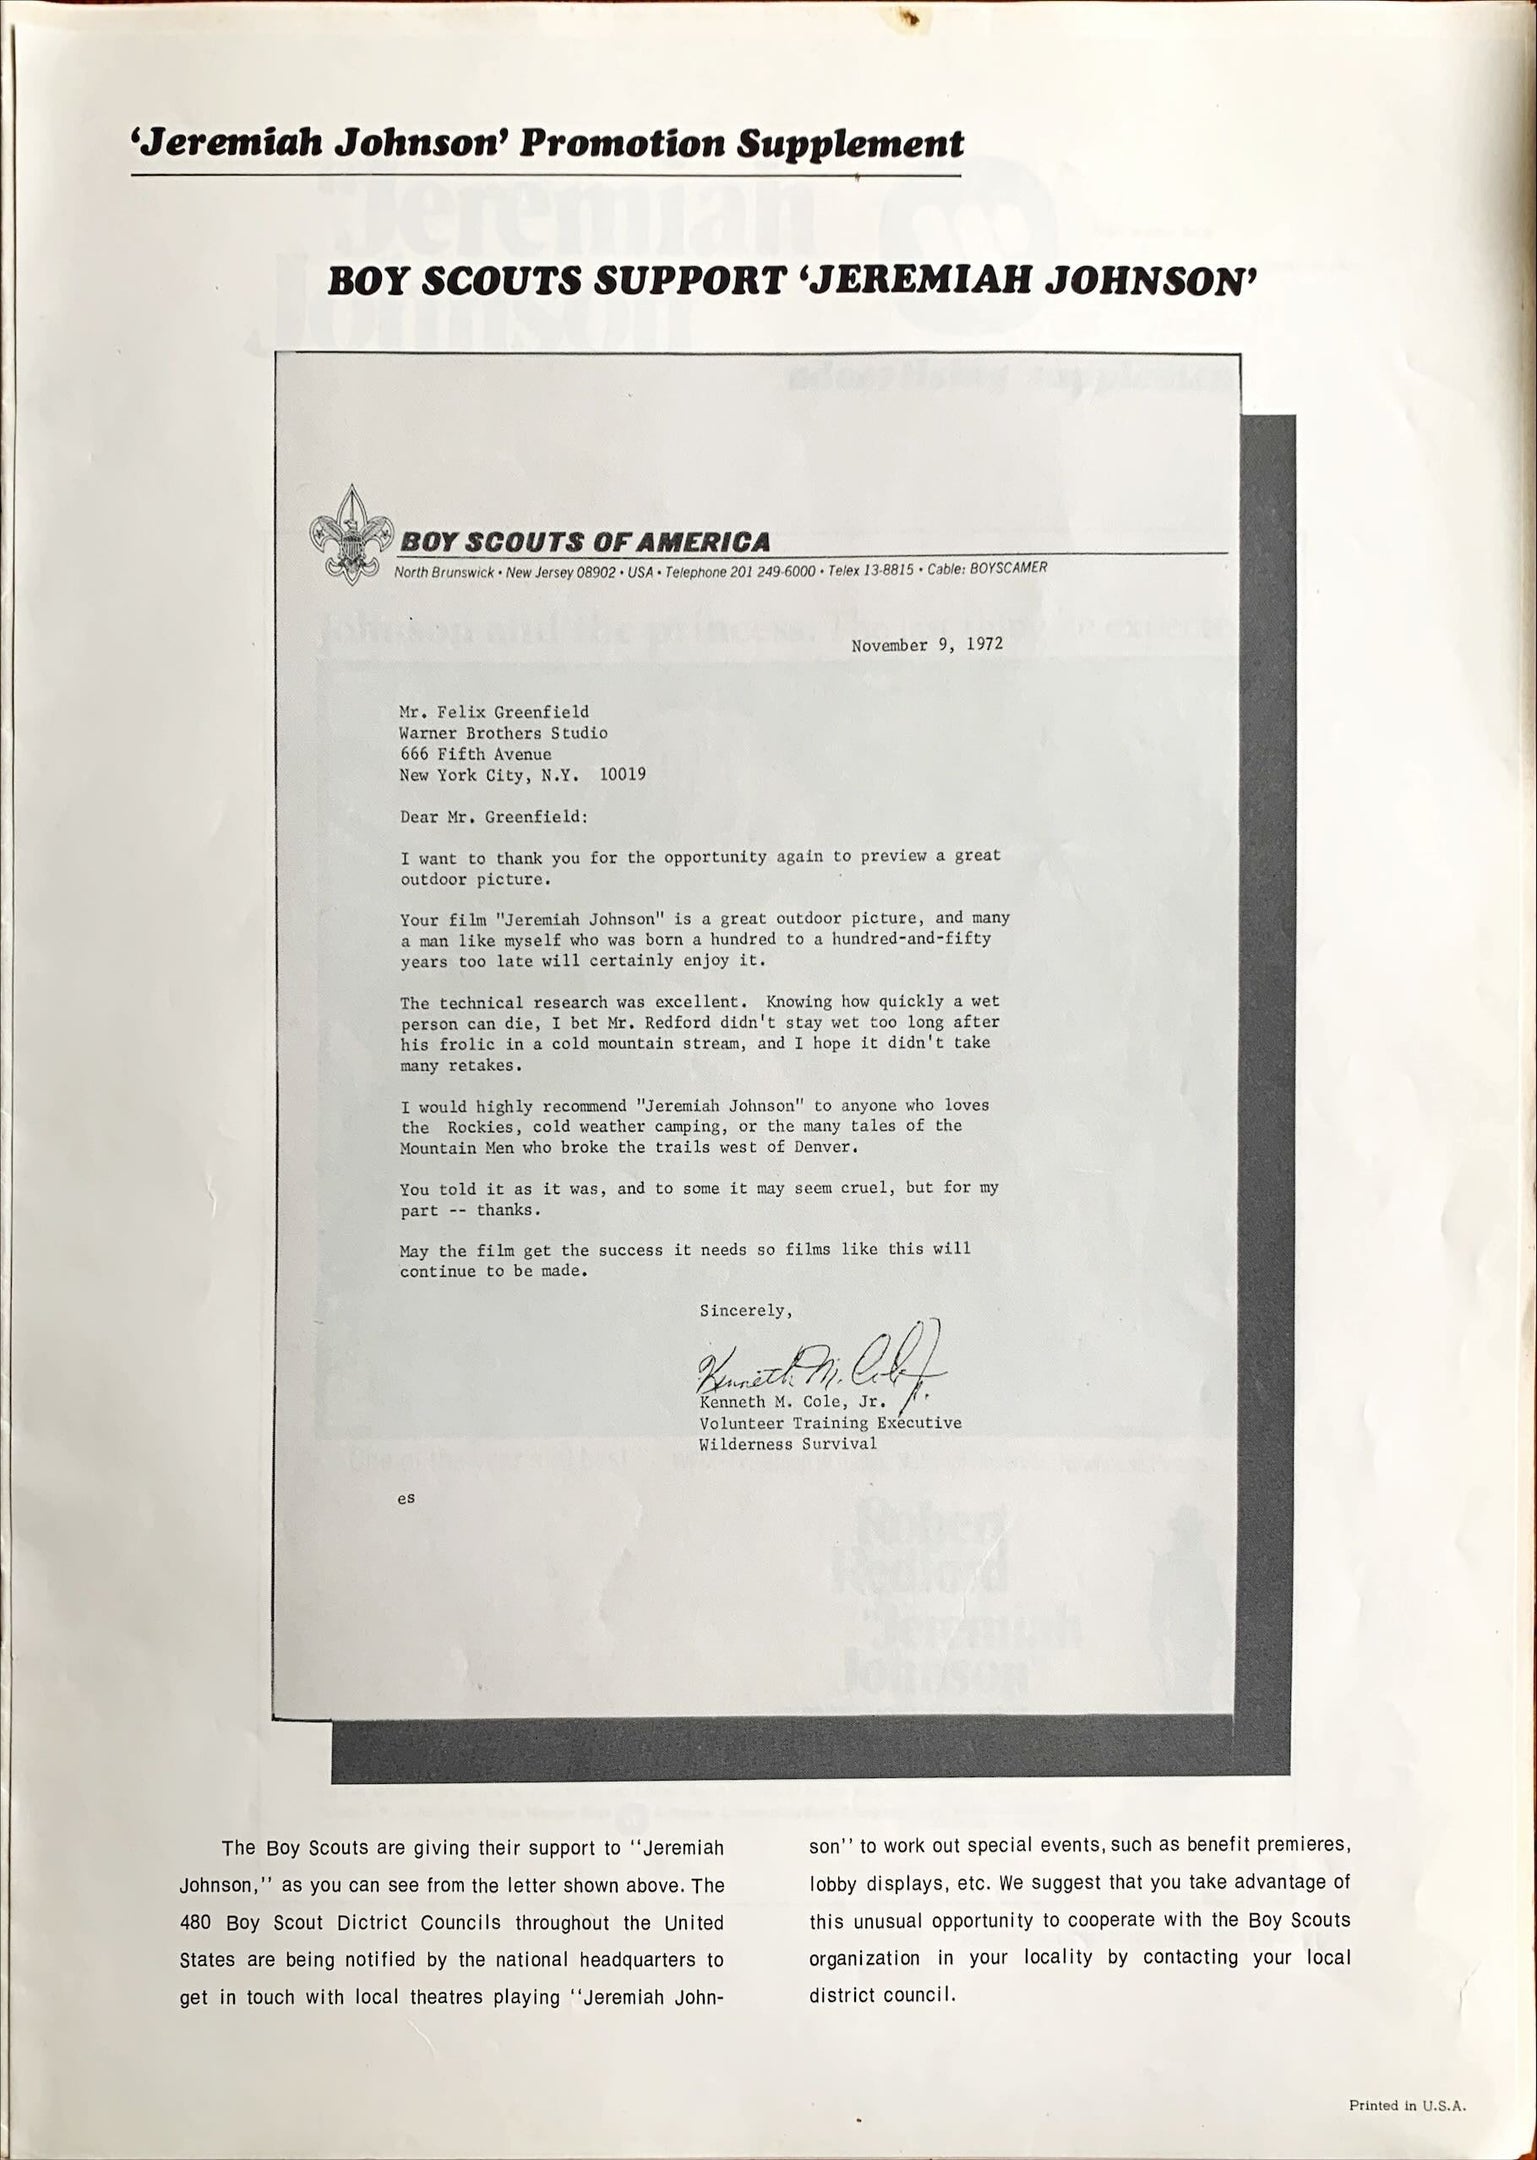 ‘Jeremiah Johnson’ Promotion Supplement
BOY SCOUTS SUPPORT ‘JEREMIAH JOHNSON’
BOY SCOUTS OF AMERICA
North Brunswick • New Jersey 08902 • USA • Telephone 201 249-6000 • Telex 13-8815 • Cable: BOYSCAMER
November 9, 1972
Mr. Felix Greenfield
Warner Brothers Studio
666 Fifth Avenue
New York City, N.Y. 10019
Dear Mr. Greenfield:
I want to thank you for the opportunity again to preview a great
outdoor picture.
Your film "Jeremiah Johnson" is a great outdoor picture, and many
a man like myself who was born a hundred to a hundred-and-fifty
years too late will certainly enjoy it.
The technical research was excellent. Knowing how quickly a wet
person can die, I bet Mr. Redford didn't stay wet too long after
his frolic in a cold mountain stream, and I hope it didn't take
many retakes.
I would highly recommend "Jeremiah Johnson" to anyone who loves
the Rockies, cold weather camping, or the many tales of the
Mountain Men who broke the trails west of Denver.
You told it as it was, and to some it may seem cruel, but for my
part -- thanks.
May the film get the success it needs so films like this will
continue to be made.
Sincerely,
Kenneth M. Cole, Jr.
Kenneth M. Cole, Jr.
Volunteer Training Executive
Wilderness Survival
es
The Boy Scouts are giving their support to ‘‘Jeremiah
Johnson,’’ as you can see from the letter shown above. The
480 Boy Scout Dictrict Councils throughout the United
States are being notified by the national headquarters to
get in touch with local theatres playing ‘‘Jeremiah John-
son’’ to work out special events, such as benefit premieres,
lobby displays, etc. We suggest that you take advantage of
this unusual opportunity to cooperate with the Boy Scouts
organization in your locality by contacting your local
district council.
Printed in U.S.A.